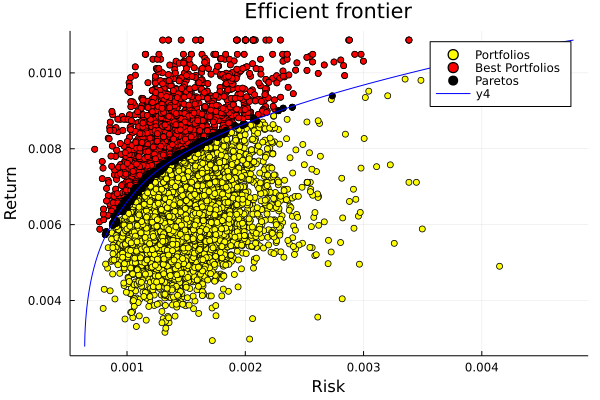 Efficient frontier
Return
0.010
0.008
0.006
0.004
Portfolios
Best Portfolios
Paretos
y4
0.001
0.002
0.003
0.004
Risk